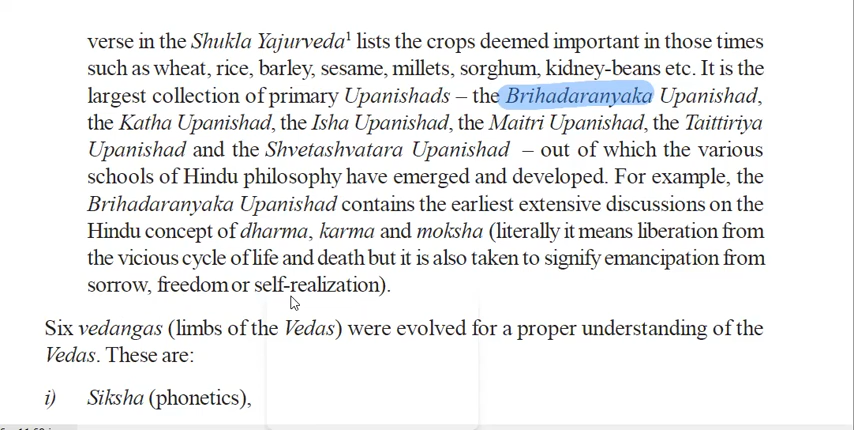 verse in the Shukla Yajurveda¹ lists the crops deemed important in those times
such as wheat, rice, barley, sesame, millets, sorghum, kidney-beans etc. It is the
largest collection of primary Upanishads – the Brihadaranyaka Upanishad,
the Katha Upanishad, the Isha Upanishad, the Maitri Upanishad, the Taittiriya
Upanishad and the Shvetashvatara Upanishad – out of which the various
schools of Hindu philosophy have emerged and developed. For example, the
Brihadaranyaka Upanishad contains the earliest extensive discussions on the
Hindu concept of dharma, karma and moksha (literally it means liberation from
the vicious cycle of life and death but it is also taken to signify emancipation from
sorrow, freedom or self-realization).
Six vedangas (limbs of the Vedas) were evolved for a proper understanding of the
Vedas. These are:
i) Siksha (phonetics),